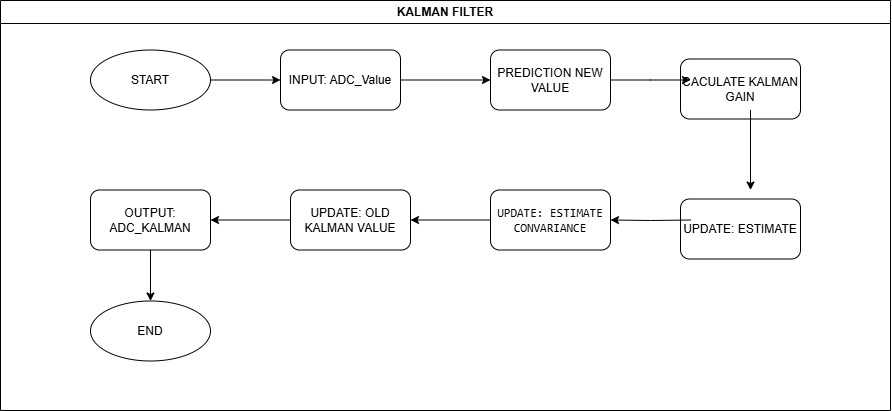 KALMAN FILTER
START
INPUT: ADC_Value
PREDICTION NEW
VALUE
CACULATE KALMAN
GAIN
UPDATE: ESTIMATE
UPDATE: ESTIMATE
CONVARIANCE
UPDATE: OLD
KALMAN VALUE
OUTPUT:
ADC_KALMAN
END